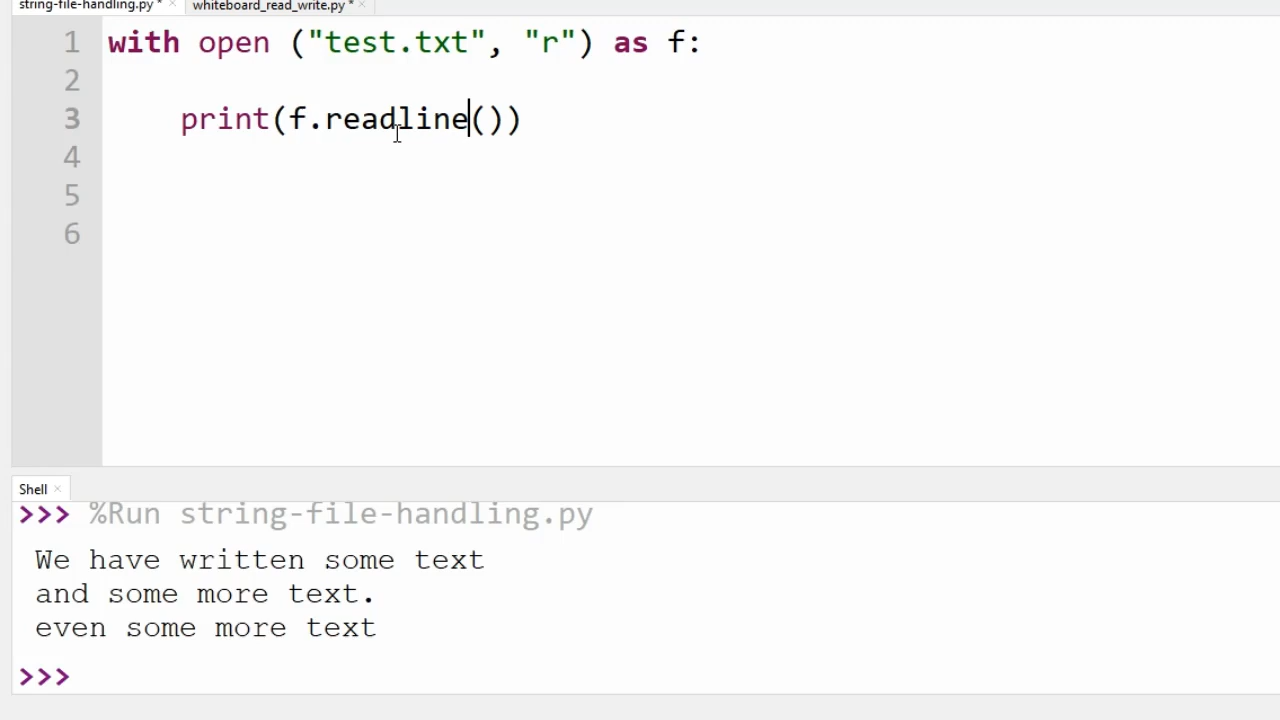 string-file-handling.py * × whiteboard_read_write.py * ×
1 with open ("test.txt", "r") as f:
2
3 print(f.readline())
4
5
6
Shell ×
>>> %Run string-file-handling.py
We have written some text
and some more text.
even some more text
>>>